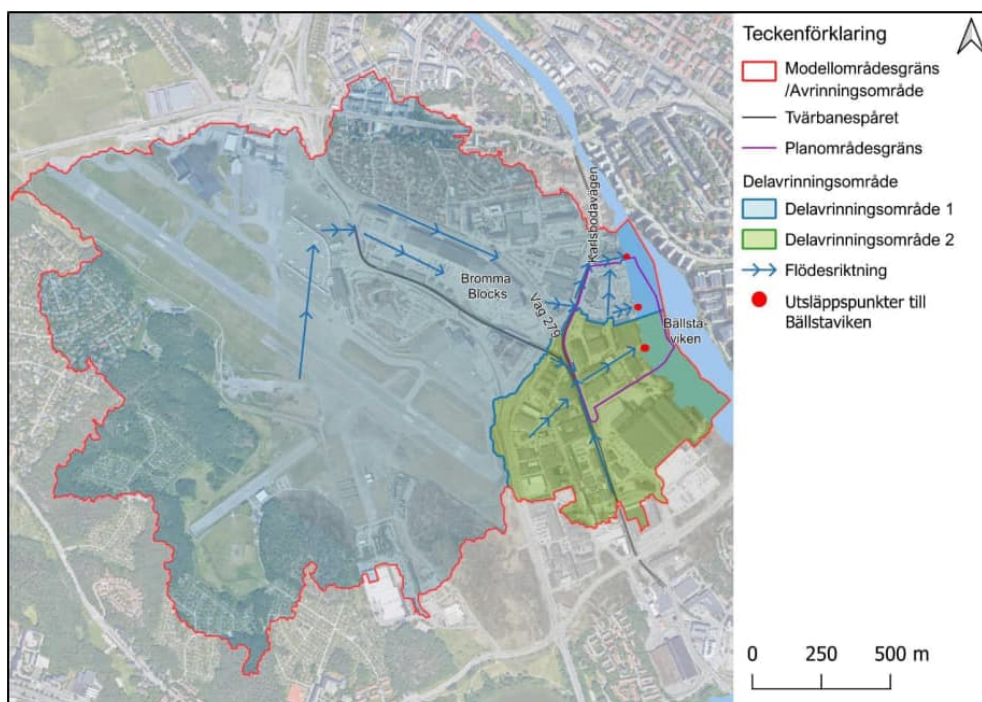 Teckenförklaring
Modellområdesgräns
/Avrinningsområde
Tvärbanespåret
Planområdesgräns
Delavrinningsområde
Delavrinningsområde 1
Delavrinningsområde 2
Flödesriktning
Utsläppspunkter till
Bällstaviken
Karlsbodavägen
Bromma
Blocks
Väg 279
Bällsta-
viken
0 250 500 m